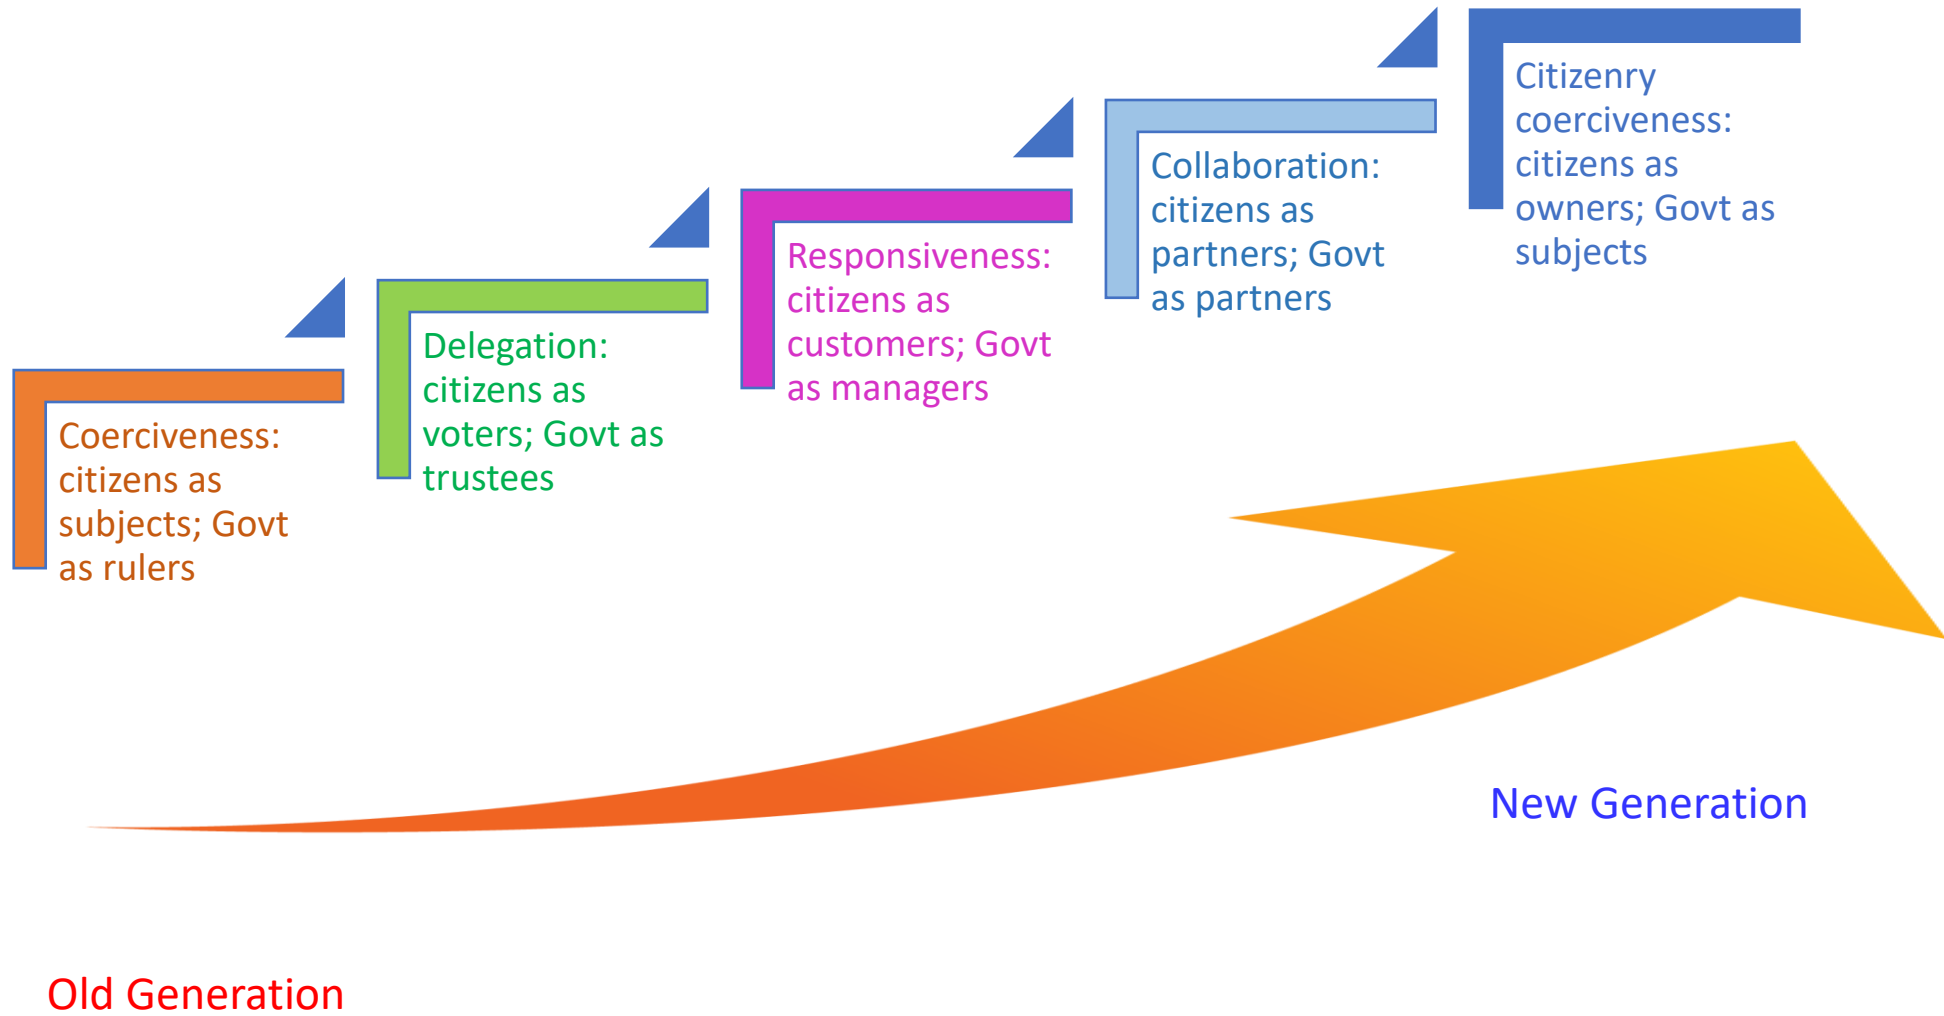 Coerciveness:
citizens as
subjects; Govt
as rulers
Delegation:
citizens as
voters; Govt as
trustees
Responsiveness:
citizens as
customers; Govt
as managers
Collaboration:
citizens as
partners; Govt
as partners
Citizenry
coerciveness:
citizens as
owners; Govt as
subjects
New Generation
Old Generation